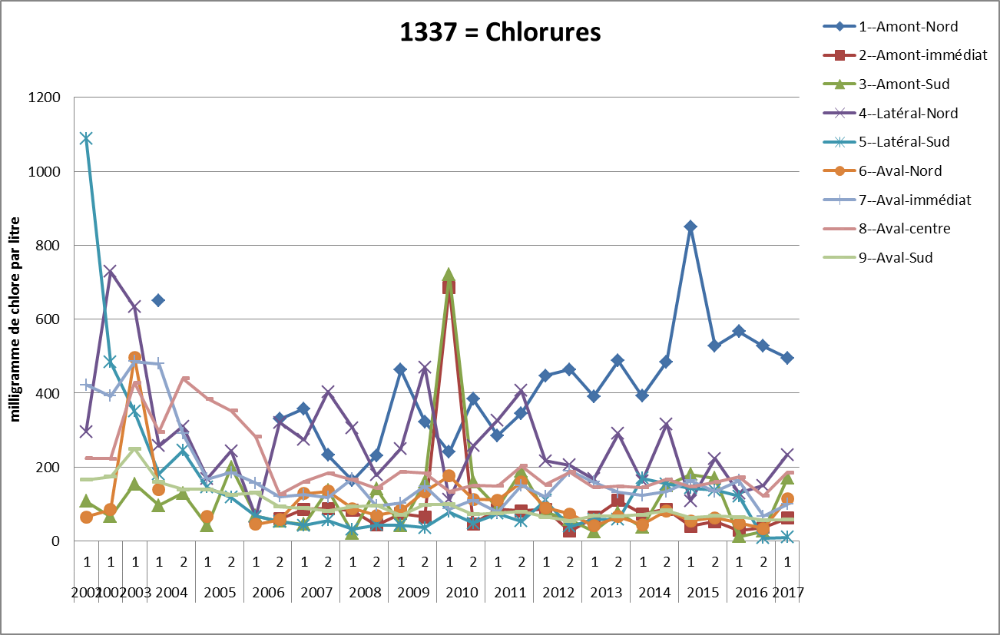 1337 = Chlorures
1--Amont-Nord
2--Amont-immédiat
3--Amont-Sud
4--Latéral-Nord
5--Latéral-Sud
6--Aval-Nord
7--Aval-immédiat
8--Aval-centre
9--Aval-Sud
milligramme de chlore par litre
1200
1000
800
600
400
200
0
1 1 1 1 2 1 2 1 2 1 2 1 2 1 2 1 2 1 2 1 2 1 2 1 2 1 2 1 2 1
2001 2002 2003 2004 2005 2006 2007 2008 2009 2010 2011 2012 2013 2014 2015 2016 2017